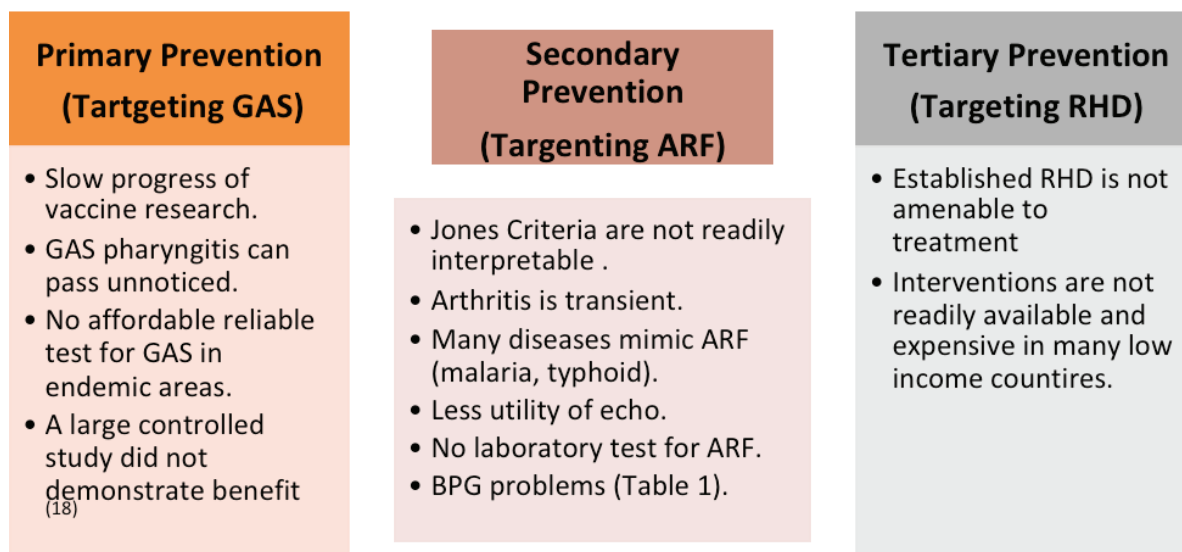 Primary Prevention
(Tartgeting GAS)
• Slow progress of
vaccine research.
• GAS pharyngitis can
pass unnoticed.
• No affordable reliable
test for GAS in
endemic areas.
• A large controlled
study did not
demonstrate benefit
(18)
Secondary
Prevention
(Targenting ARF)
• Jones Criteria are not readily
interpretable .
• Arthritis is transient.
• Many diseases mimic ARF
(malaria, typhoid).
• Less utility of echo.
• No laboratory test for ARF.
• BPG problems (Table 1).
Tertiary Prevention
(Targeting RHD)
• Established RHD is not
amenable to
treatment
• Interventions are not
readily available and
expensive in many low
income countires.